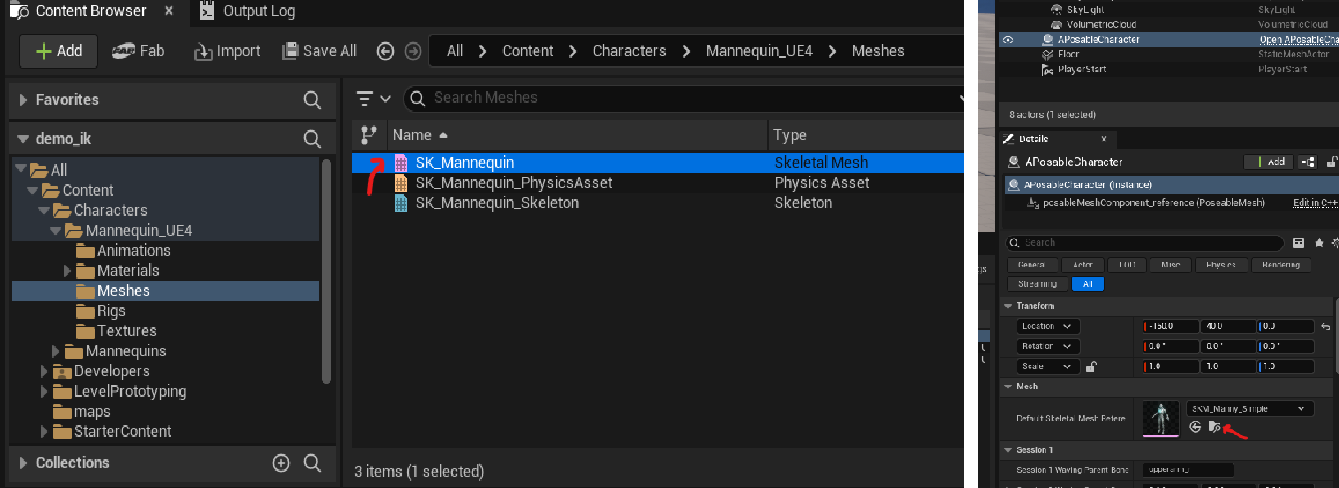 Content Browser x Output Log
+ Add Fab Import Save All All > Content > Characters > Mannequin_UE4 > Meshes
Favorites
demo_ik
All
Content
Characters
Mannequin_UE4
Animations
Materials
Meshes
Rigs
Textures
Mannequins
Developers
LevelPrototyping
maps
StarterContent
Collections
Search Meshes
Name Type
SK_Mannequin Skeletal Mesh
SK_Mannequin_PhysicsAsset Physics Asset
SK_Mannequin_Skeleton Skeleton
3 items (1 selected)
SkyLight SkyLight
VolumetricCloud VolumetricCloud
APosableCharacter Open APosableCha
Floor StaticMeshActor
PlayerStart PlayerStart
8 actors (1 selected)
Details x
APosableCharacter + Add
APosableCharacter (Instance)
posableMeshComponent_reference (PoseableMesh) Edit in C++
Search
General Actor LOD Misc Physics Rendering
Streaming All
Transform
Location -150.0 40.0 0.0
Rotation 0.0 ° 0.0 ° 0.0 °
Scale 1.0 1.0 1.0
Mesh
Default Skeletal Mesh Refere SKM_Manny_Simple
Session 1
Session 1 Waving Parent Bone upperarm_l